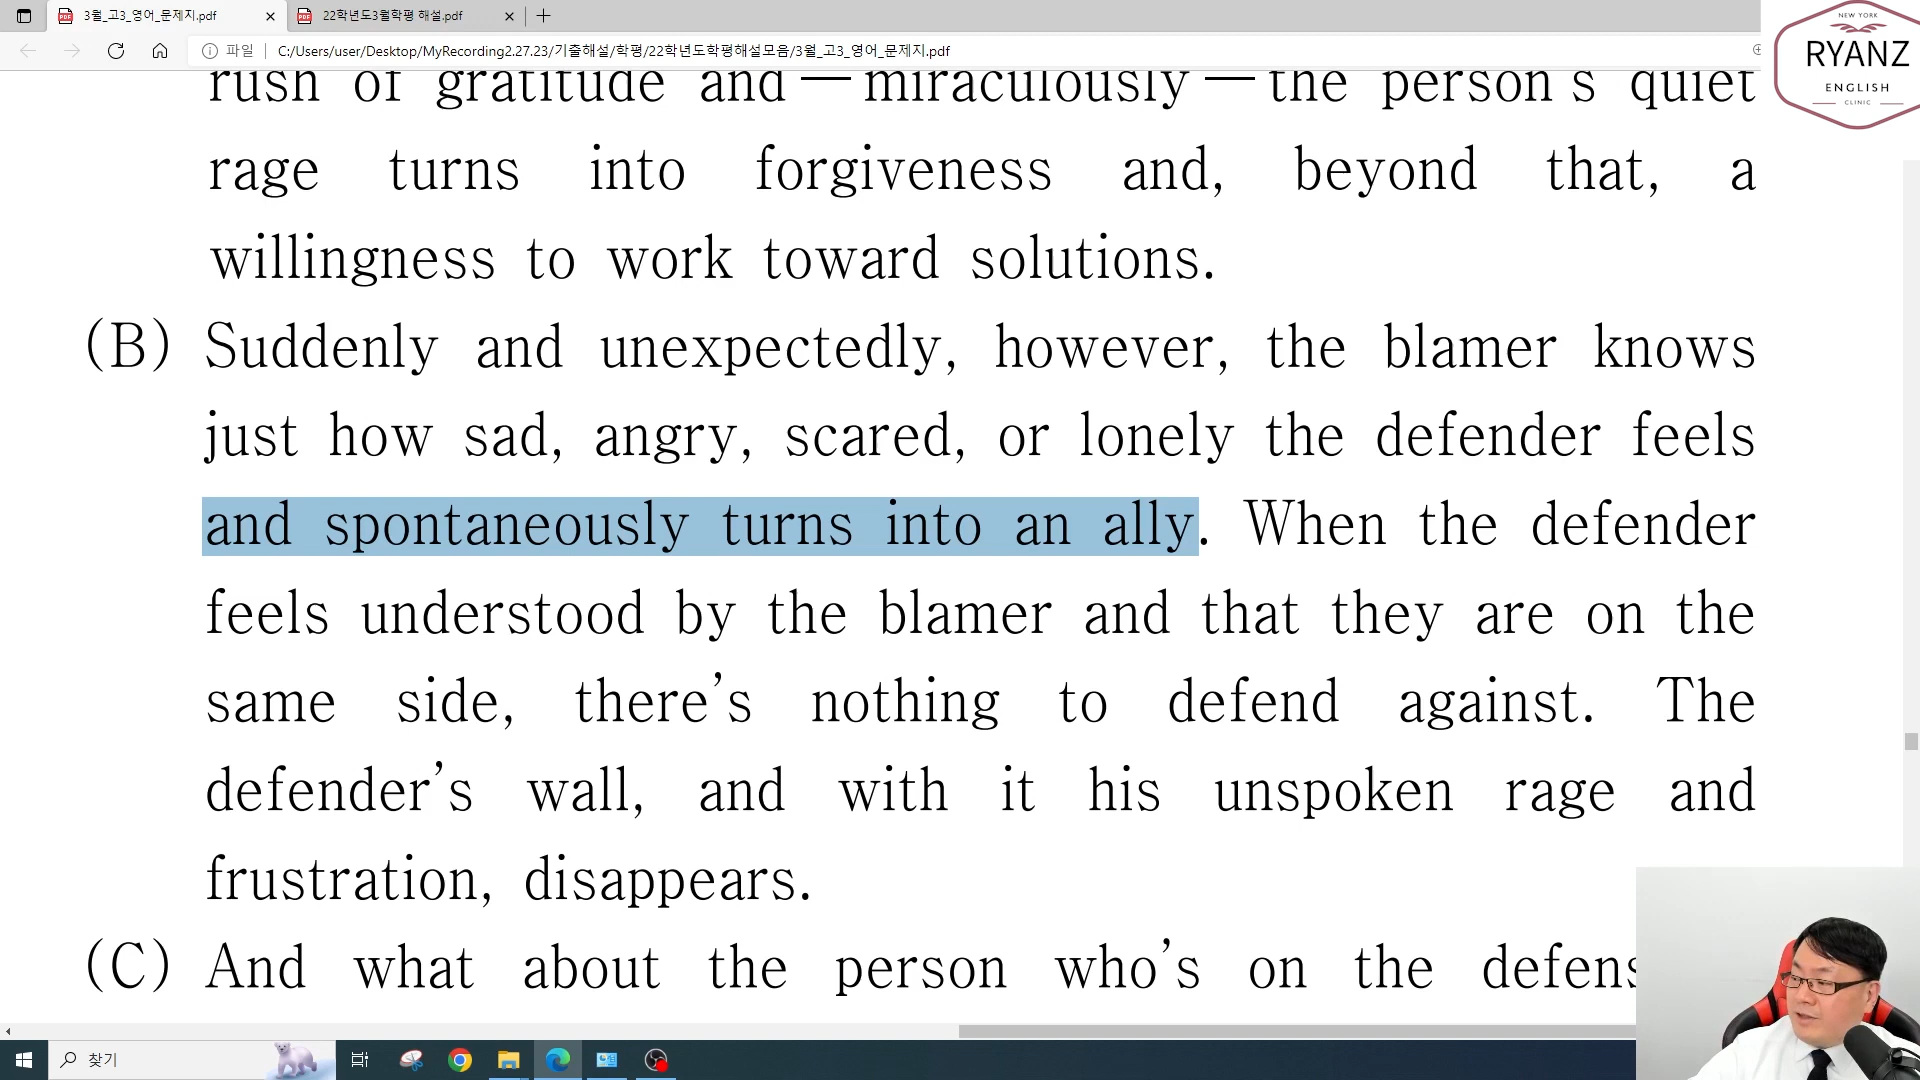 3월_고3_영어_문제지.pdf
22학년도3월학평 해설.pdf
파일
C:/Users/user/Desktop/MyRecording2.27.23/기출해설/학평/22학년도학평해설모음/3월_고3_영어_문제지.pdf
NEW YORK
RYANZ
ENGLISH
CLINIC
rush of gratitude and—miraculously—the person's quiet
rage turns into forgiveness and, beyond that, a
willingness to work toward solutions.
(B) Suddenly and unexpectedly, however, the blamer knows
just how sad, angry, scared, or lonely the defender feels
and spontaneously turns into an ally. When the defender
feels understood by the blamer and that they are on the
same side, there's nothing to defend against. The
defender's wall, and with it his unspoken rage and
frustration, disappears.
(C) And what about the person who's on the defens
찾기